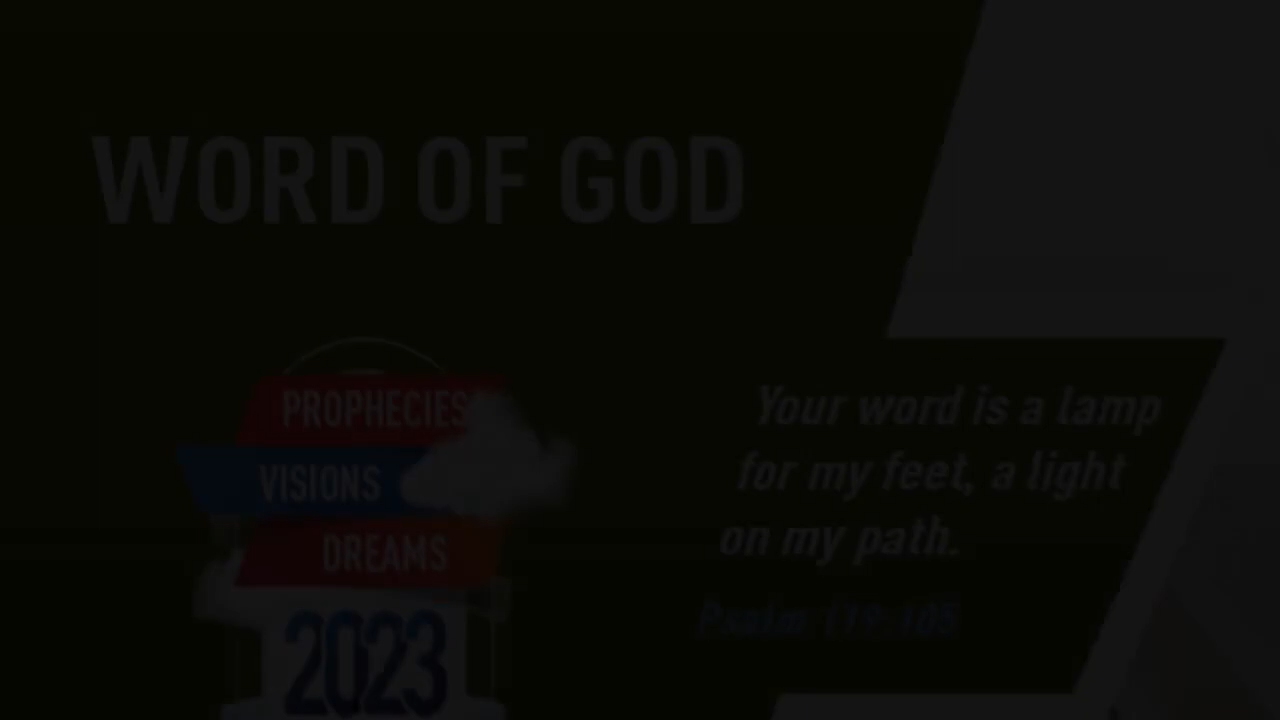 WORD OF GOD
PROPHECIES
VISIONS
DREAMS
2023
Your word is a lamp
for my feet, a light
on my path.
Psalm 119:105